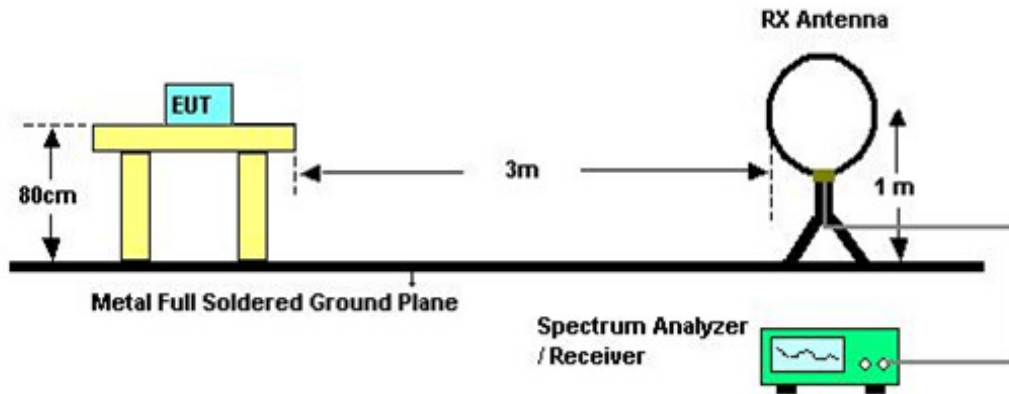 RX Antenna
EUT
80cm
3m
1 m
Metal Full Soldered Ground Plane
Spectrum Analyzer
/ Receiver